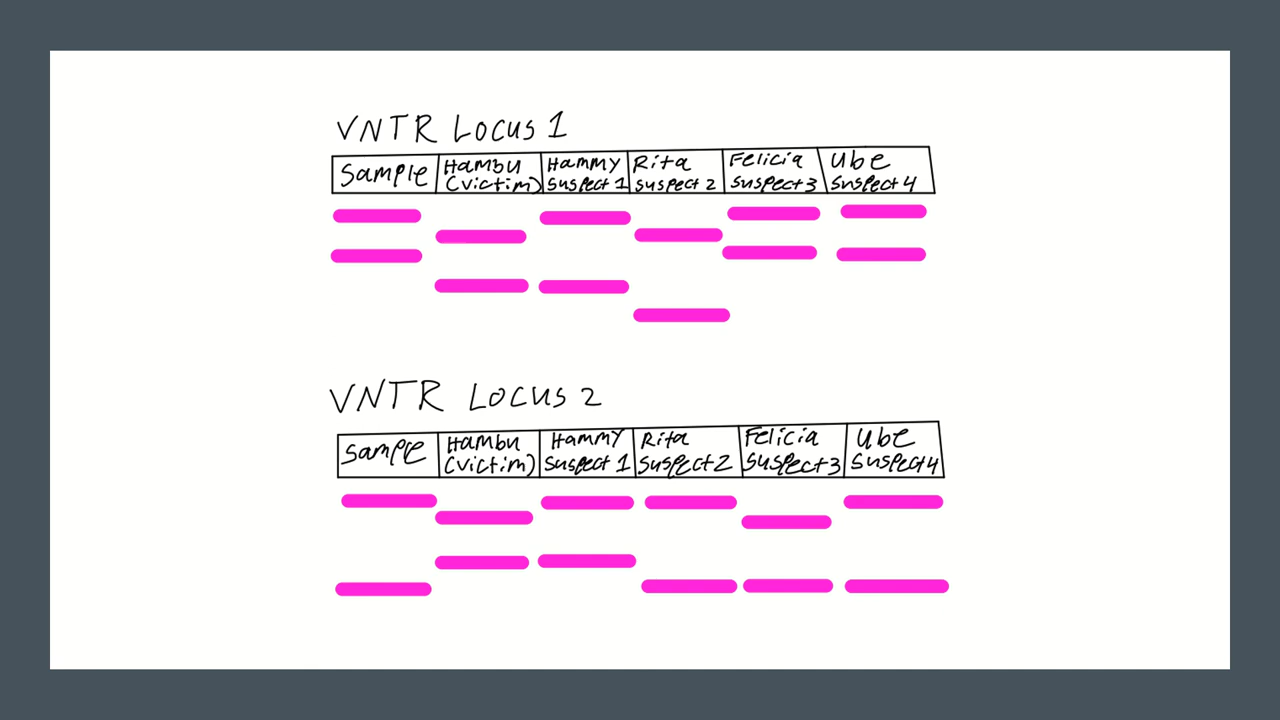 VNTR Locus 1
Sample
Hambu
(victim)
Hammy
suspect 1
Rita
suspect 2
Felicia
suspect 3
Ube
suspect 4
VNTR Locus 2
Sample
Hambu
(victim)
Hammy
suspect 1
Rita
suspect 2
Felicia
suspect 3
Ube
suspect 4